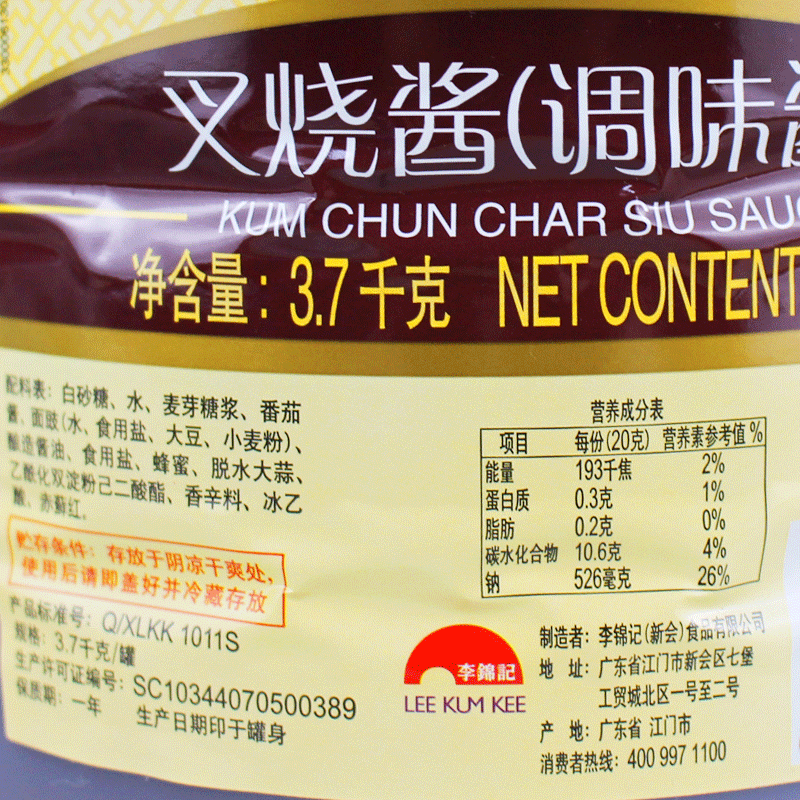 叉烧酱(调味
KUM CHUN CHAR SIU SAU
净含量: 3.7千克 NET CONTENT
配料表: 白砂糖、水、麦芽糖浆、番茄
酱、面豉(水、食用盐、大豆、小麦粉)、
酿造酱油、食用盐、蜂蜜、脱水大蒜、
乙酰化双淀粉己二酸酯、香辛料、冰乙
酸、赤藓红。
贮存条件: 存放于阴凉干爽处,
使用后请即盖好并冷藏存放
产品标准号: Q/XLKK 1011S
规格: 3.7千克/罐
生产许可证编号: SC10344070500389
保质期: 一年 生产日期印于罐身
营养成分表
项目 每份(20克) 营养素参考值 %
能量 193千焦 2%
蛋白质 0.3克 1%
脂肪 0.2克 0%
碳水化合物 10.6克 4%
钠 526毫克 26%
李錦記
LEE KUM KEE
制造者: 李锦记(新会)食品有限公司
地 址: 广东省江门市新会区七堡
工贸城北区一号至二号
产 地: 广东省 江门市
消费者热线: 400 997 1100